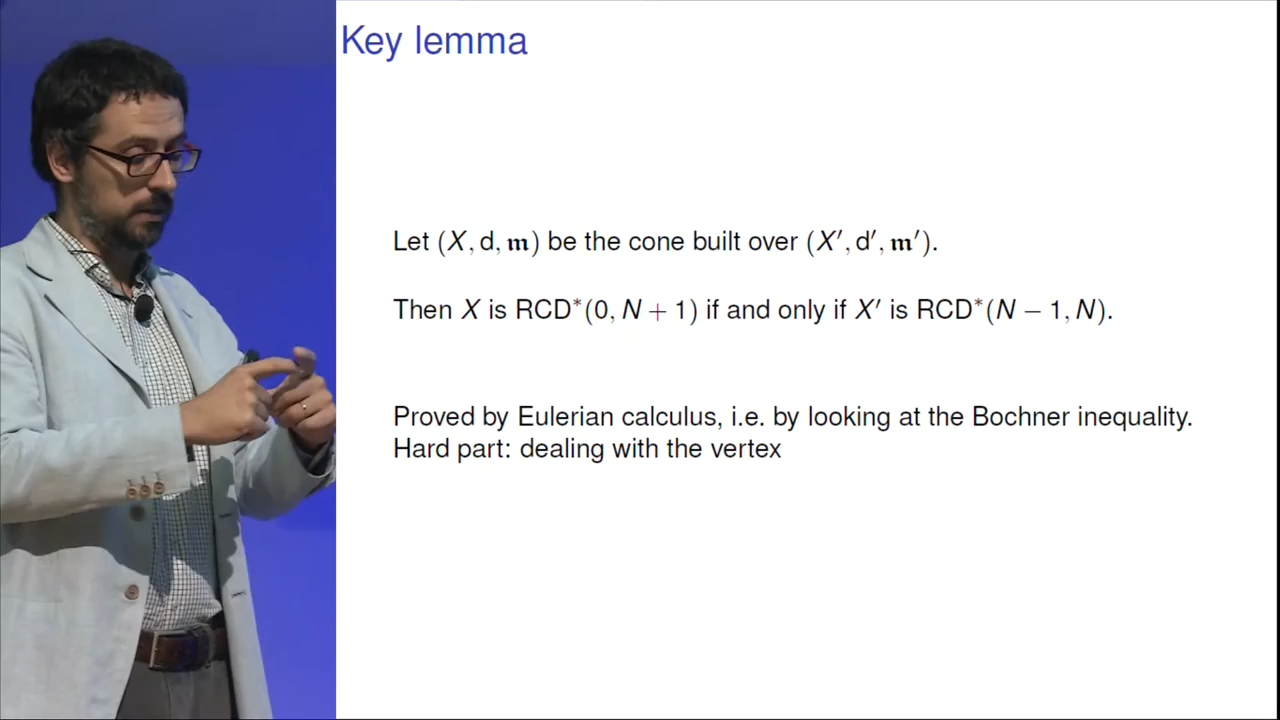 Key lemma
Let (X, d, 𝖒) be the cone built over (X′, d′, 𝖒′).
Then X is RCD*(0, N + 1) if and only if X′ is RCD*(N − 1, N).
Proved by Eulerian calculus, i.e. by looking at the Bochner inequality.
Hard part: dealing with the vertex